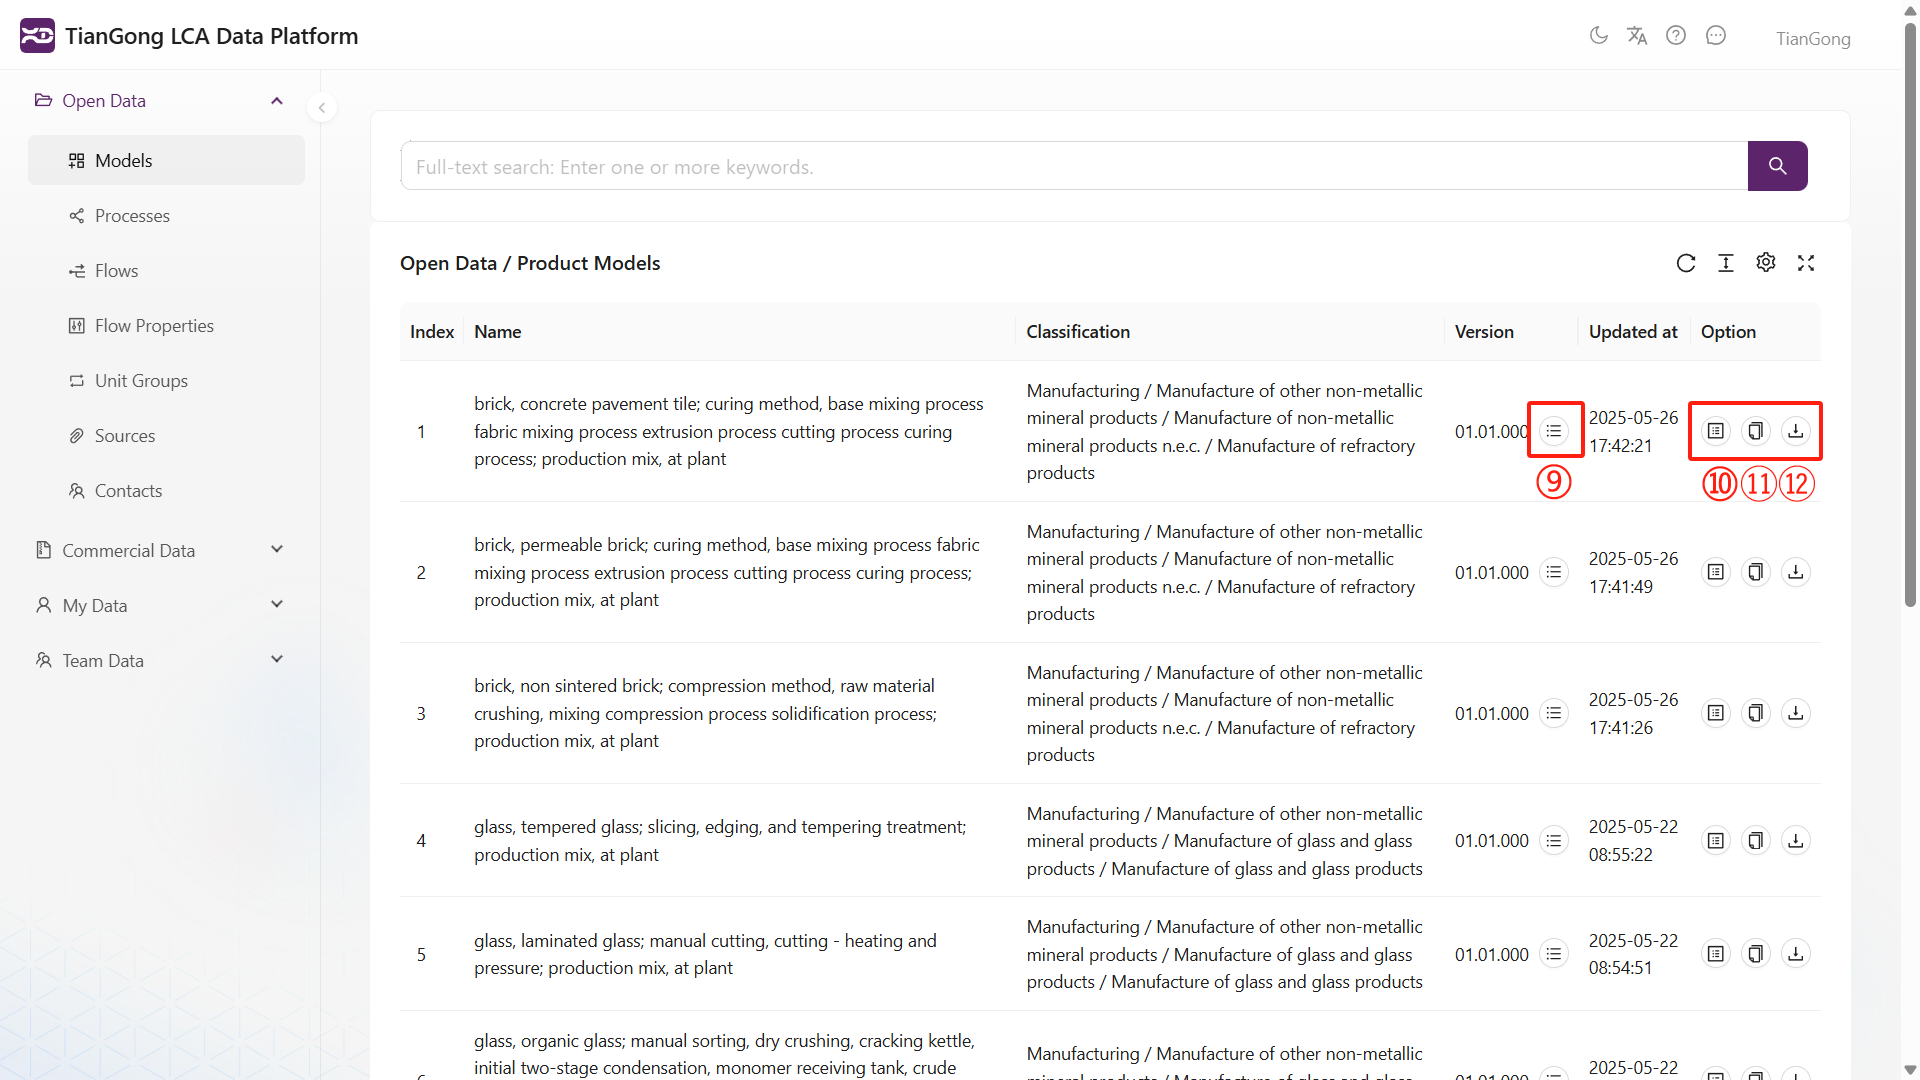 TianGong LCA Data Platform
TianGong
Open Data
Models
Processes
Flows
Flow Properties
Unit Groups
Sources
Contacts
Commercial Data
My Data
Team Data
Full-text search: Enter one or more keywords.
Open Data / Product Models
Index Name Classification Version Updated at Option
1
brick, concrete pavement tile; curing method, base mixing process
fabric mixing process extrusion process cutting process curing
process; production mix, at plant
Manufacturing / Manufacture of other non-metallic
mineral products / Manufacture of non-metallic
mineral products n.e.c. / Manufacture of refractory
products
01.01.000
2025-05-26
17:42:21
⑨
⑩ ⑪ ⑫
2
brick, permeable brick; curing method, base mixing process fabric
mixing process extrusion process cutting process curing process;
production mix, at plant
Manufacturing / Manufacture of other non-metallic
mineral products / Manufacture of non-metallic
mineral products n.e.c. / Manufacture of refractory
products
01.01.000
2025-05-26
17:41:49
3
brick, non sintered brick; compression method, raw material
crushing, mixing compression process solidification process;
production mix, at plant
Manufacturing / Manufacture of other non-metallic
mineral products / Manufacture of non-metallic
mineral products n.e.c. / Manufacture of refractory
products
01.01.000
2025-05-26
17:41:26
4
glass, tempered glass; slicing, edging, and tempering treatment;
production mix, at plant
Manufacturing / Manufacture of other non-metallic
mineral products / Manufacture of glass and glass
products / Manufacture of glass and glass products
01.01.000
2025-05-22
08:55:22
5
glass, laminated glass; manual cutting, cutting - heating and
pressure; production mix, at plant
Manufacturing / Manufacture of other non-metallic
mineral products / Manufacture of glass and glass
products / Manufacture of glass and glass products
01.01.000
2025-05-22
08:54:51
glass, organic glass; manual sorting, dry crushing, cracking kettle,
initial two-stage condensation, monomer receiving tank, crude
Manufacturing / Manufacture of other non-metallic
2025-05-22